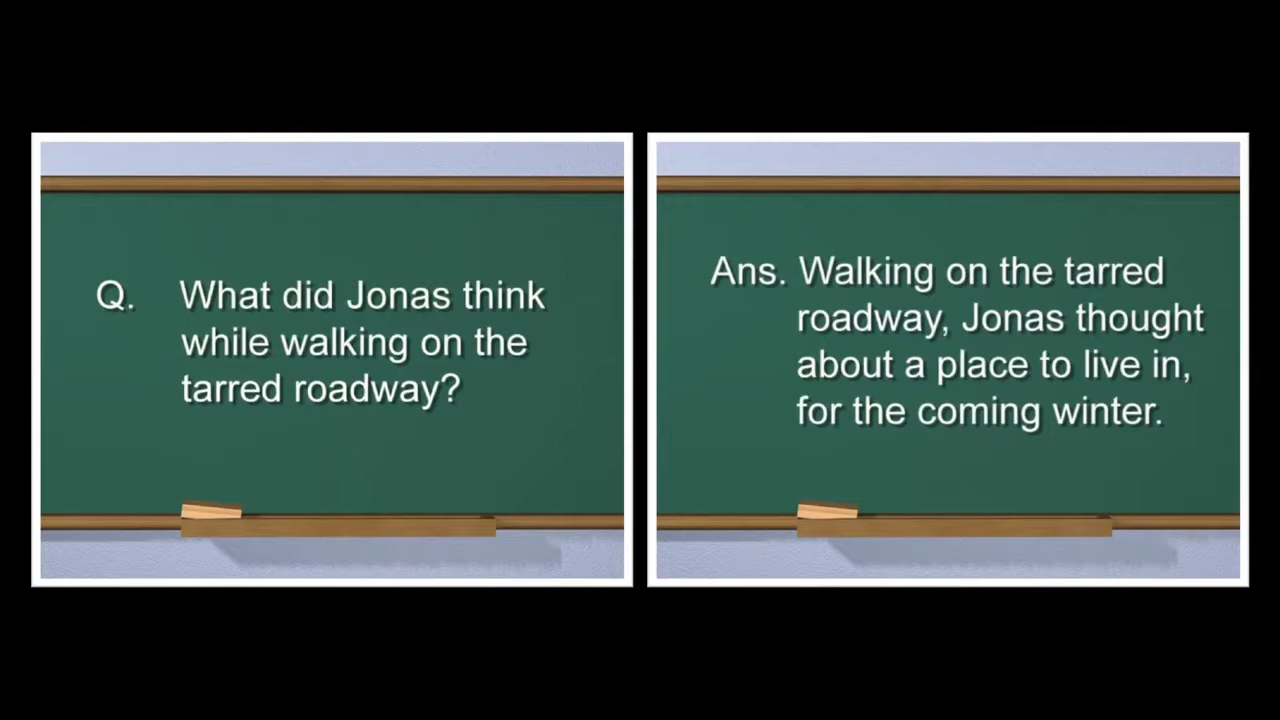 Q. What did Jonas think
while walking on the
tarred roadway?
Ans. Walking on the tarred
roadway, Jonas thought
about a place to live in,
for the coming winter.